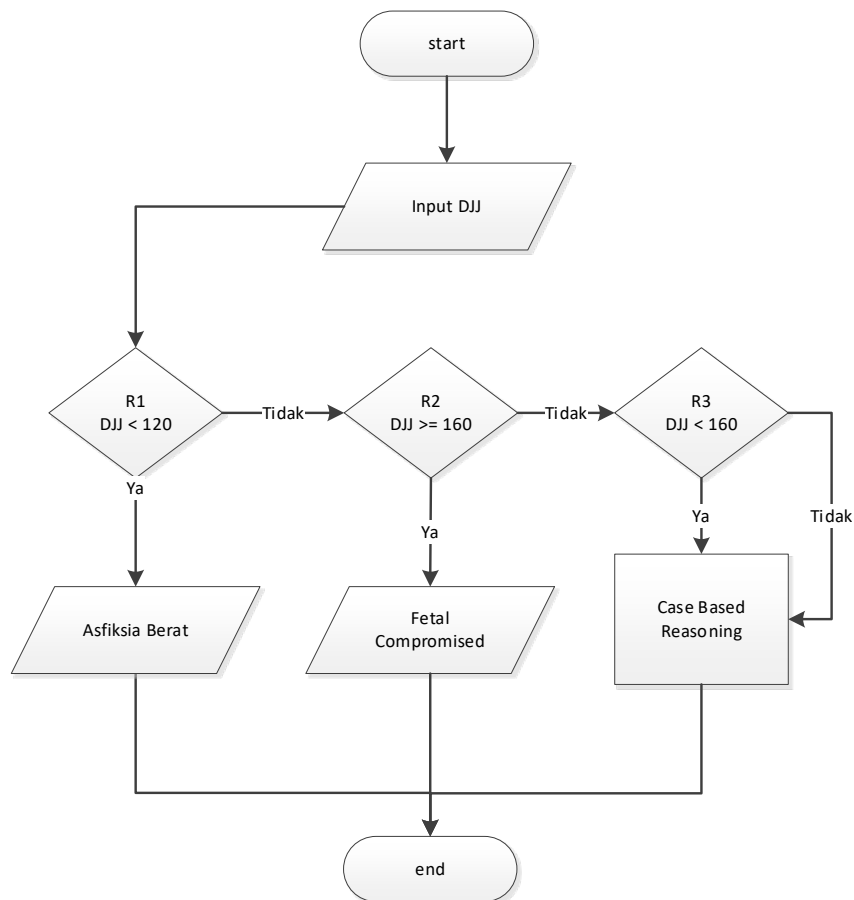 start
Input DJJ
R1
DJJ < 120
Tidak
R2
DJJ >= 160
Tidak
R3
DJJ < 160
Ya
Ya
Ya
Tidak
Asfiksia Berat
Fetal
Compromised
Case Based
Reasoning
end